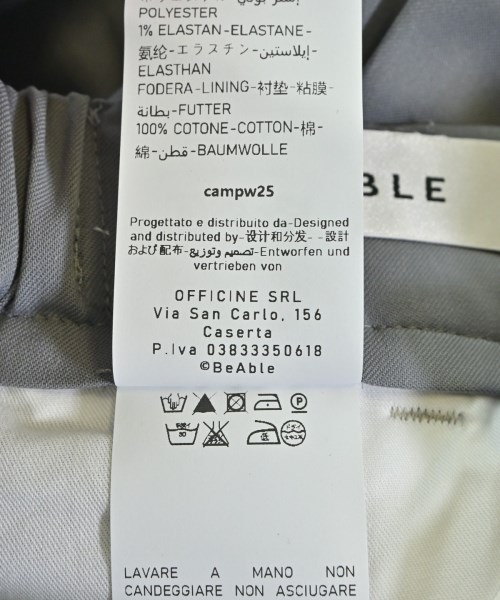 POLYESTER
1% ELASTAN-ELASTANE-
氨纶-エラスチン-إيلاستين-
ELASTHAN
FODERA-LINING-衬垫-粘膜-
بطانة-FUTTER
100% COTONE-COTTON-棉-
綿-قطن-BAUMWOLLE
campw25
Progettato e distribuito da-Designed
and distributed by-设计和分发- -設計
および配布-تصميم وتوزيع-Entworfen und
vertrieben von
OFFICINE SRL
Via San Carlo, 156
Caserta
P.Iva 03833350618
©BeAble
ABLE
P
LAVARE A MANO NON
CANDEGGIARE NON ASCIUGARE